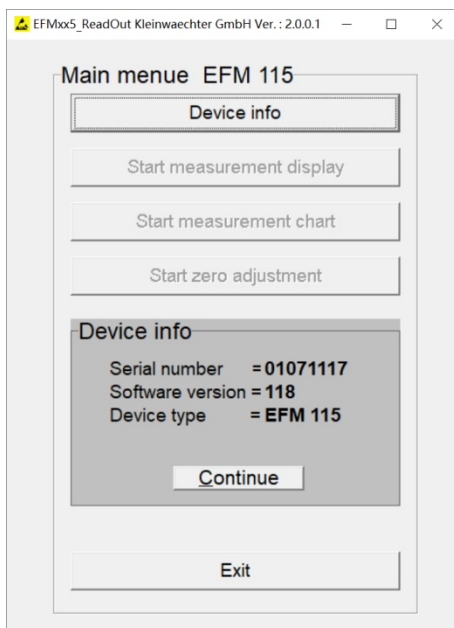 EFMxx5_ReadOut Kleinwaechter GmbH Ver. : 2.0.0.1
Main menue EFM 115
Device info
Start measurement display
Start measurement chart
Start zero adjustment
Device info
Serial number = 01071117
Software version = 118
Device type = EFM 115
Continue
Exit